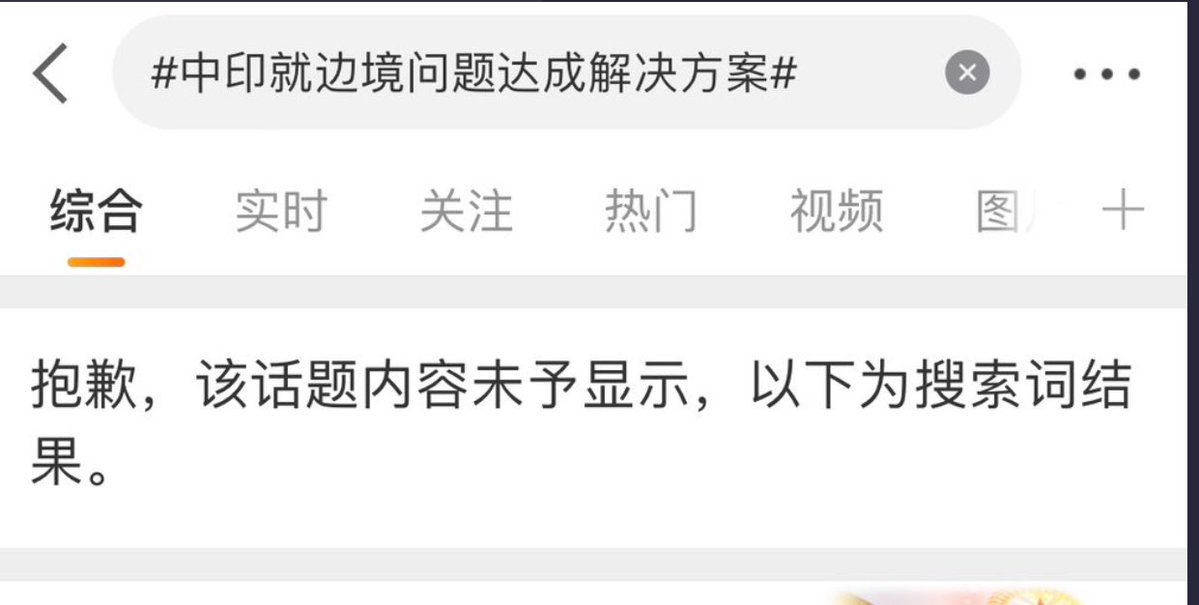 #中印就边境问题达成解决方案#
综合 实时 关注 热门 视频 图
抱歉，该话题内容未予显示，以下为搜索词结
果。